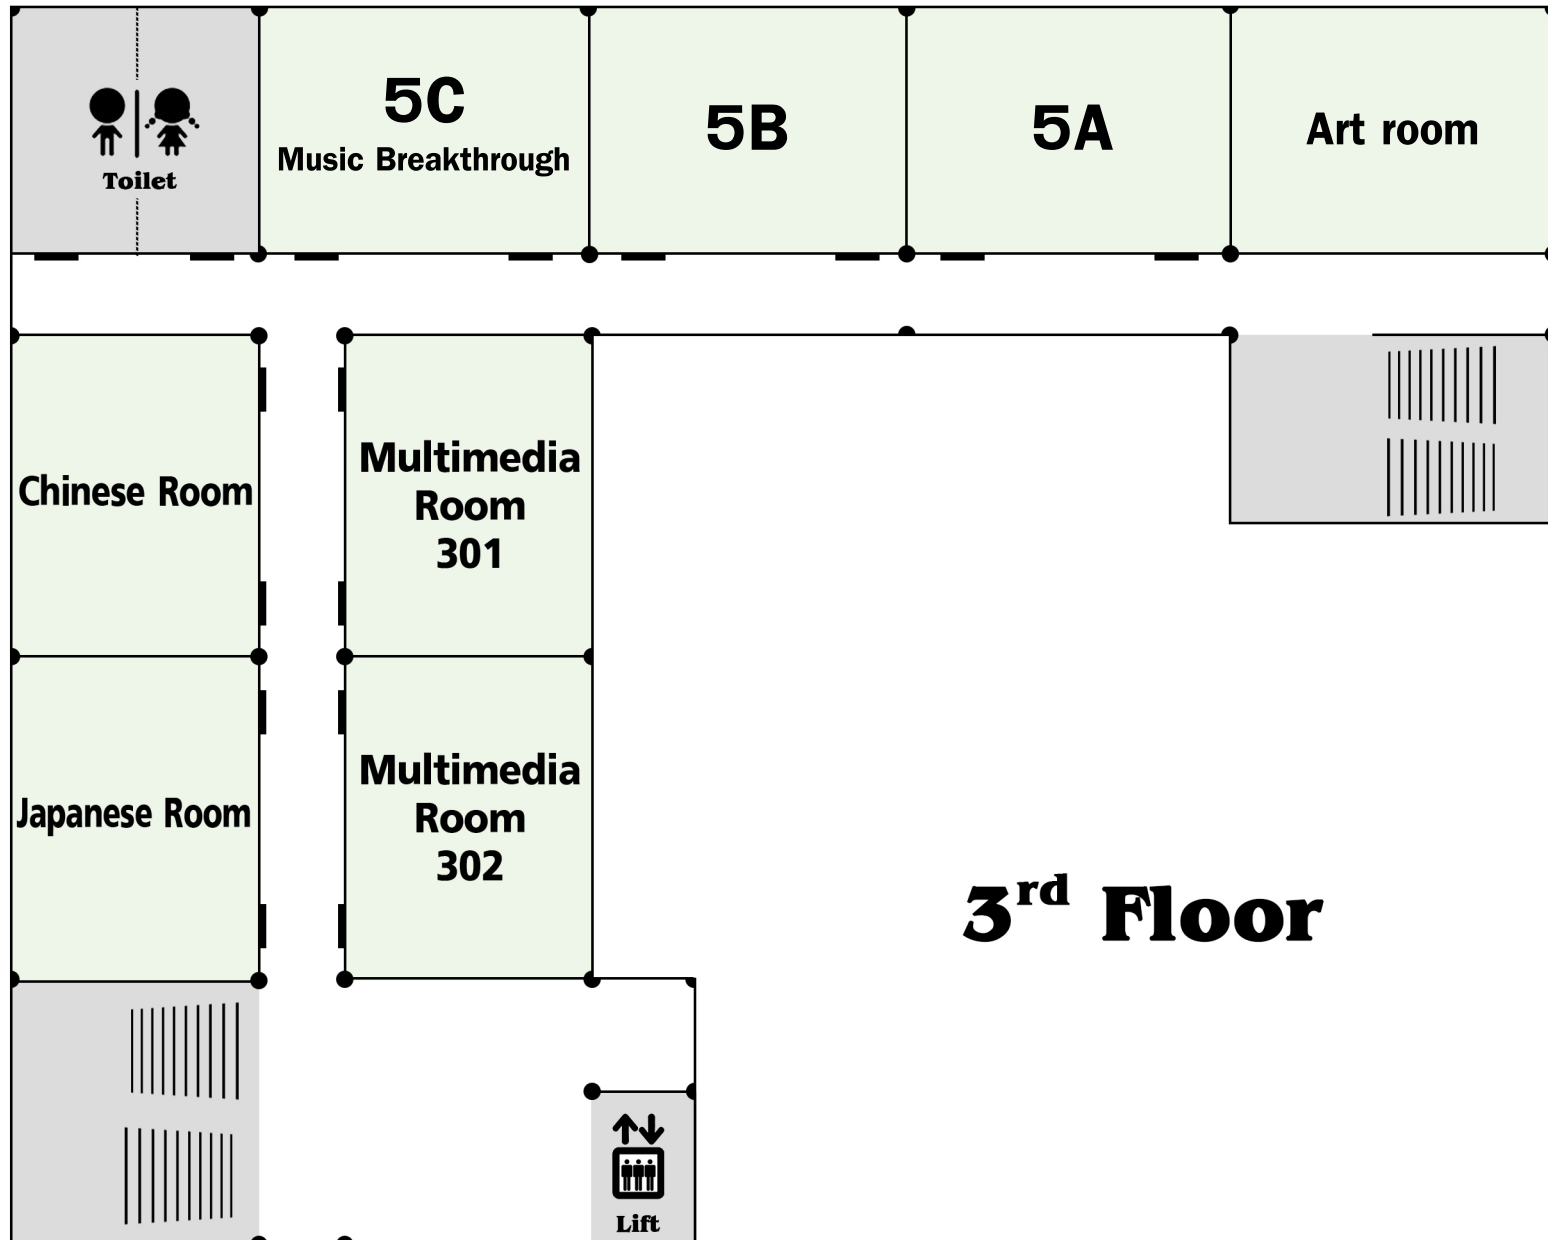 Toilet
5C
Music Breakthrough
5B
5A
Art room
Chinese Room
Multimedia
Room
301
Japanese Room
Multimedia
Room
302
3rd Floor
Lift